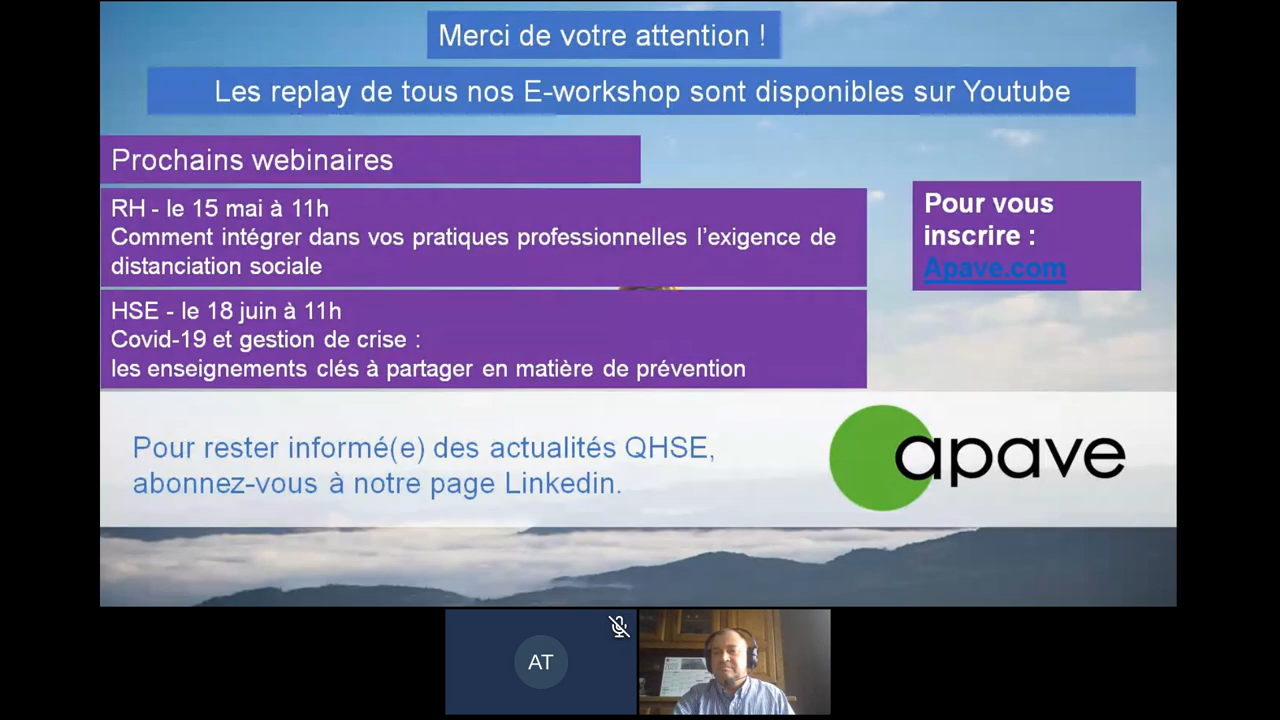 Merci de votre attention !
Les replay de tous nos E-workshop sont disponibles sur Youtube
Prochains webinaires
RH - le 15 mai à 11h
Comment intégrer dans vos pratiques professionnelles l'exigence de
distanciation sociale
Pour vous
inscrire :
Apave.com
HSE - le 18 juin à 11h
Covid-19 et gestion de crise :
les enseignements clés à partager en matière de prévention
Pour rester informé(e) des actualités QHSE,
abonnez-vous à notre page Linkedin.
apave
AT